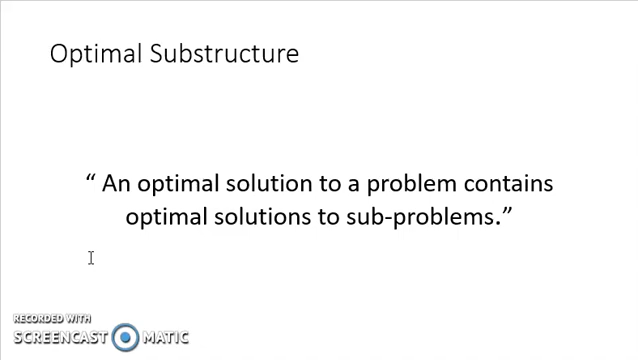 Optimal Substructure
“ An optimal solution to a problem contains
optimal solutions to sub-problems.”
RECORDED WITH
SCREENCAST MATIC